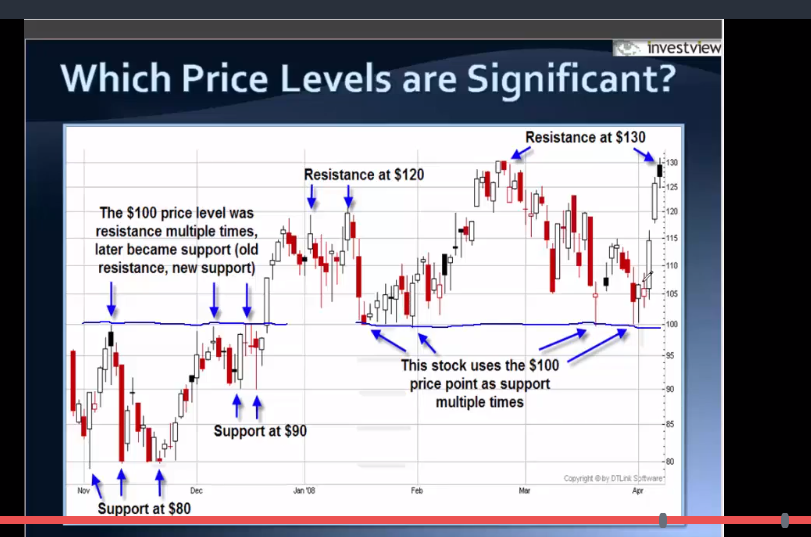 investview
Which Price Levels are Significant?
Resistance at $130
Resistance at $120
The $100 price level was
resistance multiple times,
later became support (old
resistance, new support)
This stock uses the $100
price point as support
multiple times
Support at $90
Support at $80
130
125
120
115
110
105
100
95
90
85
80
Copyright © by DTLink Software
Nov
Dec
Jan '08
Feb
Mar
Apr